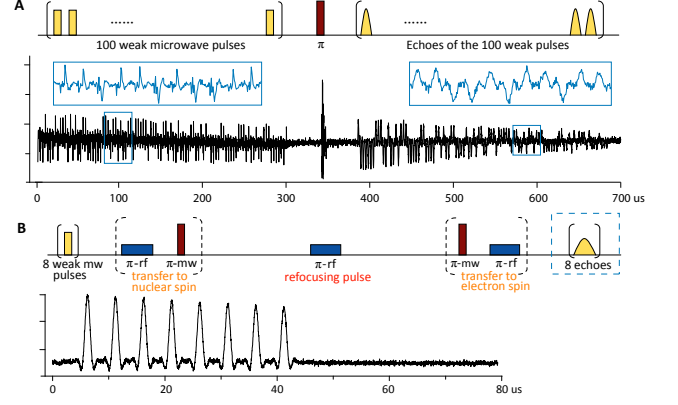 A
......
......
100 weak microwave pulses
π
Echoes of the 100 weak pulses
0
100
200
300
400
500
600
700 us
B
8 weak mw
pulses
π-rf
π-mw
transfer to
nuclear spin
π-rf
refocusing pulse
π-mw
π-rf
transfer to
electron spin
8 echoes
0
20
40
60
80 us